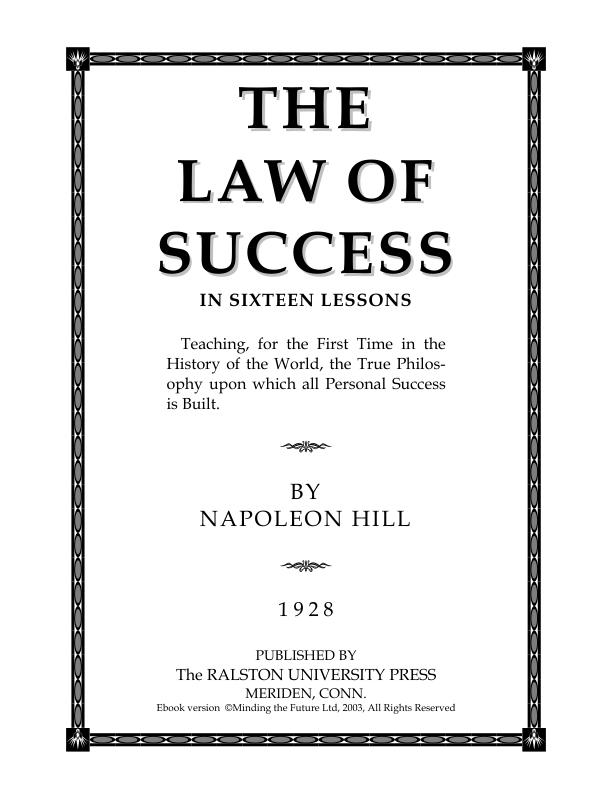 THE
LAW OF
SUCCESS
IN SIXTEEN LESSONS
Teaching, for the First Time in the
History of the World, the True Philos-
ophy upon which all Personal Success
is Built.
BY
NAPOLEON HILL
1928
PUBLISHED BY
The RALSTON UNIVERSITY PRESS
MERIDEN, CONN.
Ebook version ©Minding the Future Ltd, 2003, All Rights Reserved